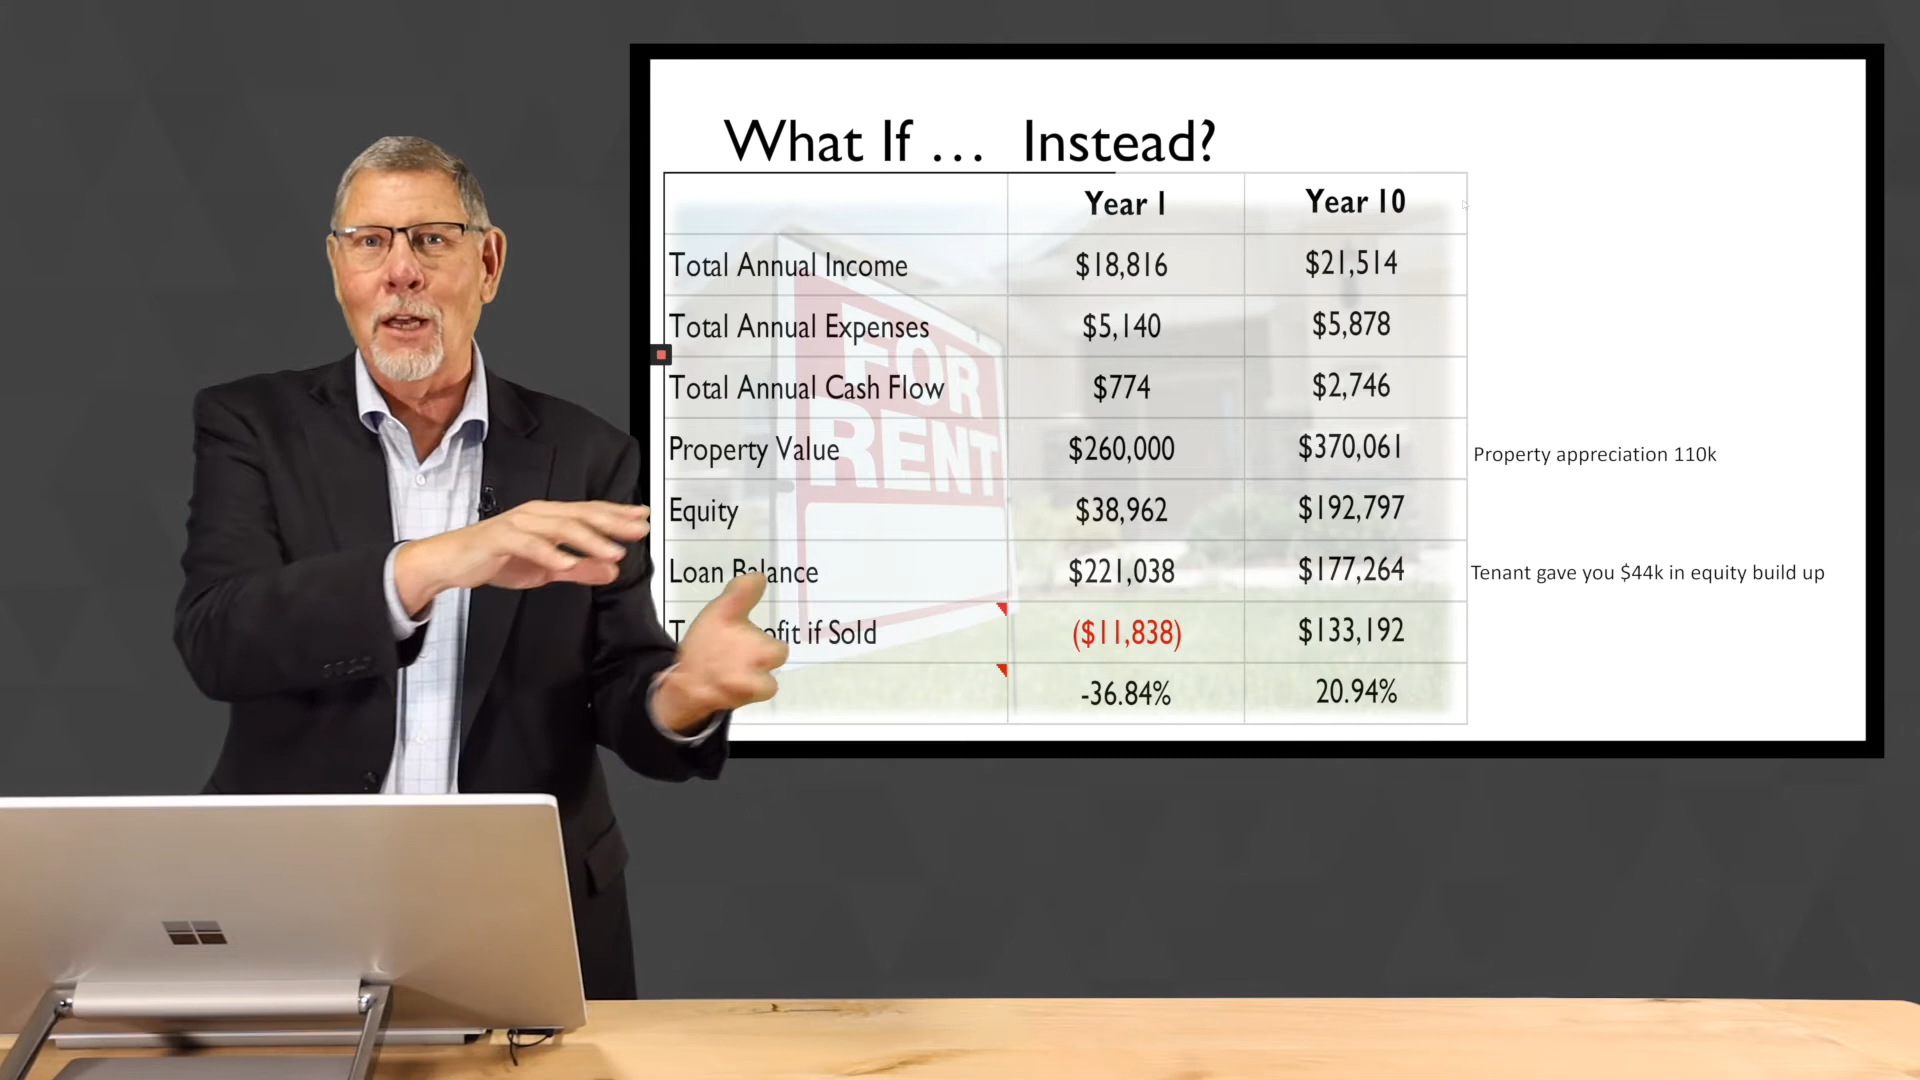 What If ... Instead?
Year 1 Year 10
Total Annual Income $18,816 $21,514
Total Annual Expenses $5,140 $5,878
Total Annual Cash Flow $774 $2,746
Property Value $260,000 $370,061 Property appreciation 110k
Equity $38,962 $192,797
Loan Balance $221,038 $177,264 Tenant gave you $44k in equity build up
if Sold ($11,838) $133,192
-36.84% 20.94%
FOR
RENT